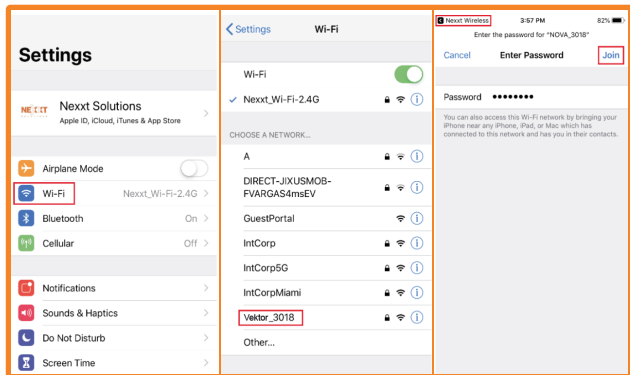 Settings
NEXXT
Nexxt Solutions
Apple ID, iCloud, iTunes & App Store
Airplane Mode
Wi-Fi Nexxt_Wi-Fi-2.4G
Bluetooth On
Cellular Off
Notifications
Sounds & Haptics
Do Not Disturb
Screen Time
Settings Wi-Fi
Wi-Fi
Nexxt_Wi-Fi-2.4G
CHOOSE A NETWORK...
A
DIRECT-JIXUSMOB-
FVARGAS4msEV
GuestPortal
IntCorp
IntCorp5G
IntCorpMiami
Vektor_3018
Other...
Nexxt Wireless 3:57 PM 82%
Enter the password for “NOVA_3018”
Cancel Enter Password Join
Password ●●●●●●●●
You can also access this Wi-Fi network by bringing your
iPhone near any iPhone, iPad, or Mac which has
connected to this network and has you in their contacts.